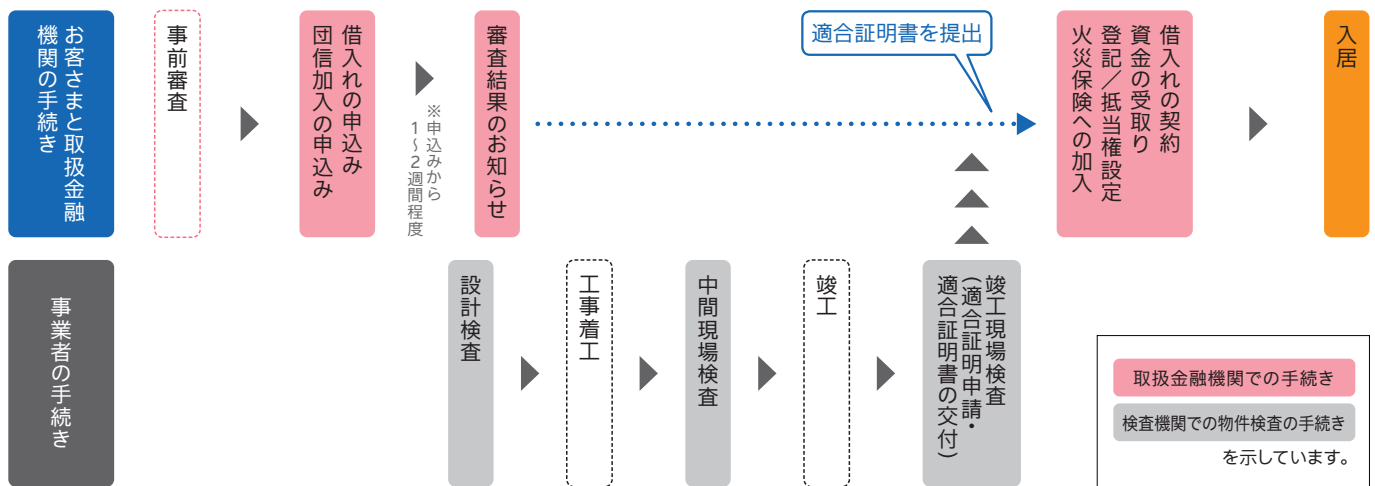 お客さまと取扱金融
機関の手続き
事前審査
借入れの申込み
団信加入の申込み
※申込みから
1～2週間程度
審査結果のお知らせ
適合証明書を提出
借入れの契約
資金の受取り
登記／抵当権設定
火災保険への加入
入居
事業者の手続き
設計検査
工事着工
中間現場検査
竣工
竣工現場検査
(適合証明申請・
適合証明書の交付)
取扱金融機関での手続き
検査機関での物件検査の手続き
を示しています。